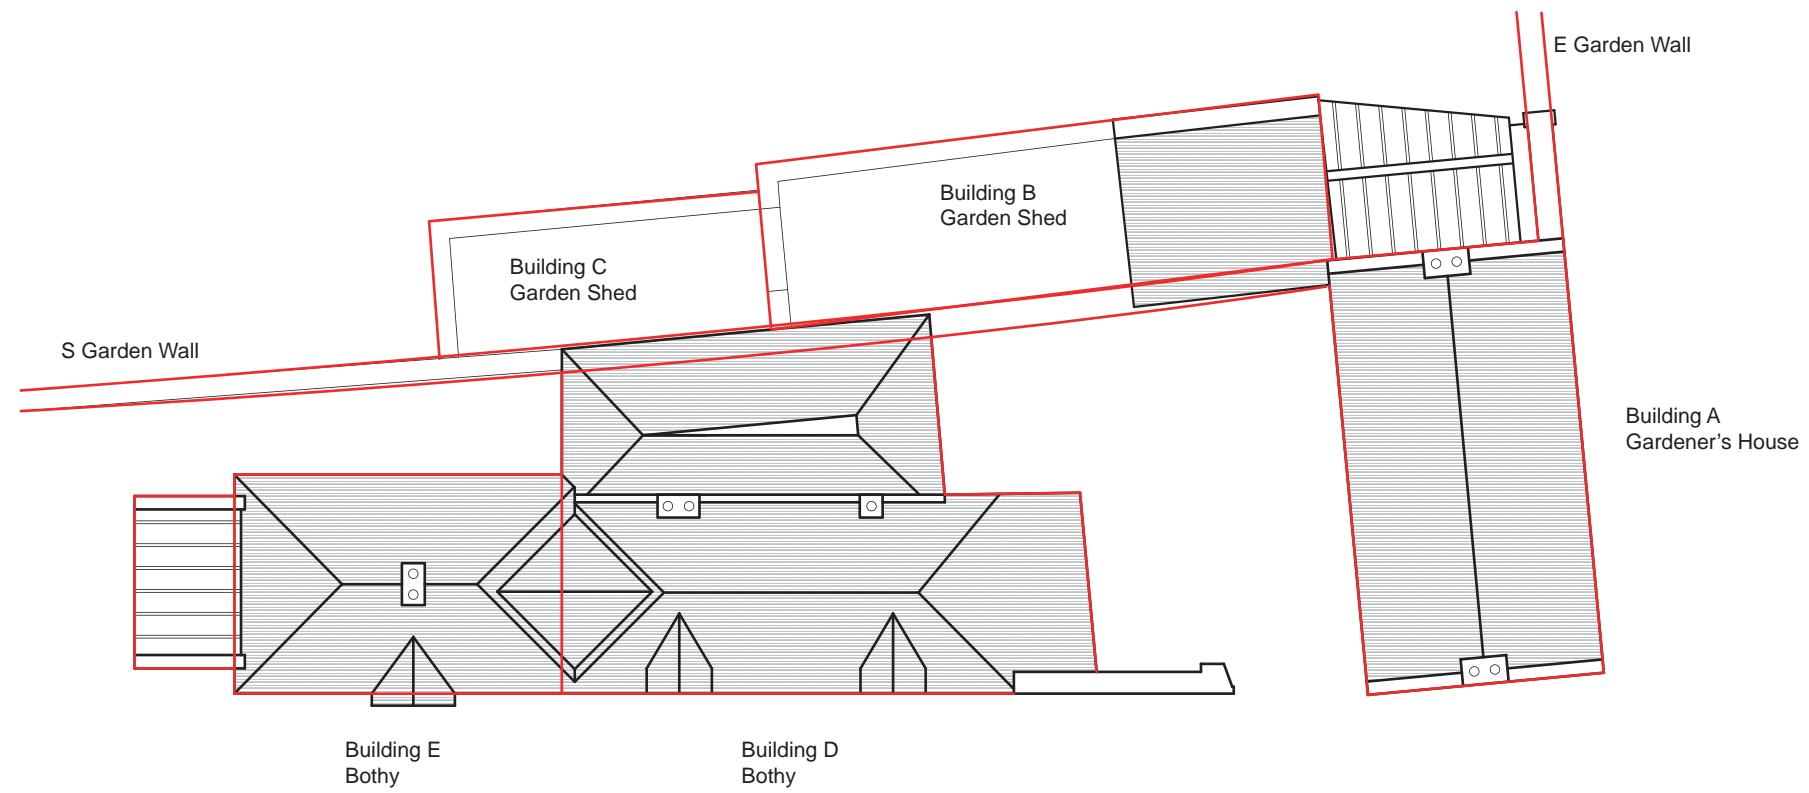 E Garden Wall
Building B
Garden Shed
Building C
Garden Shed
S Garden Wall
Building A
Gardener’s House
Building E
Bothy
Building D
Bothy